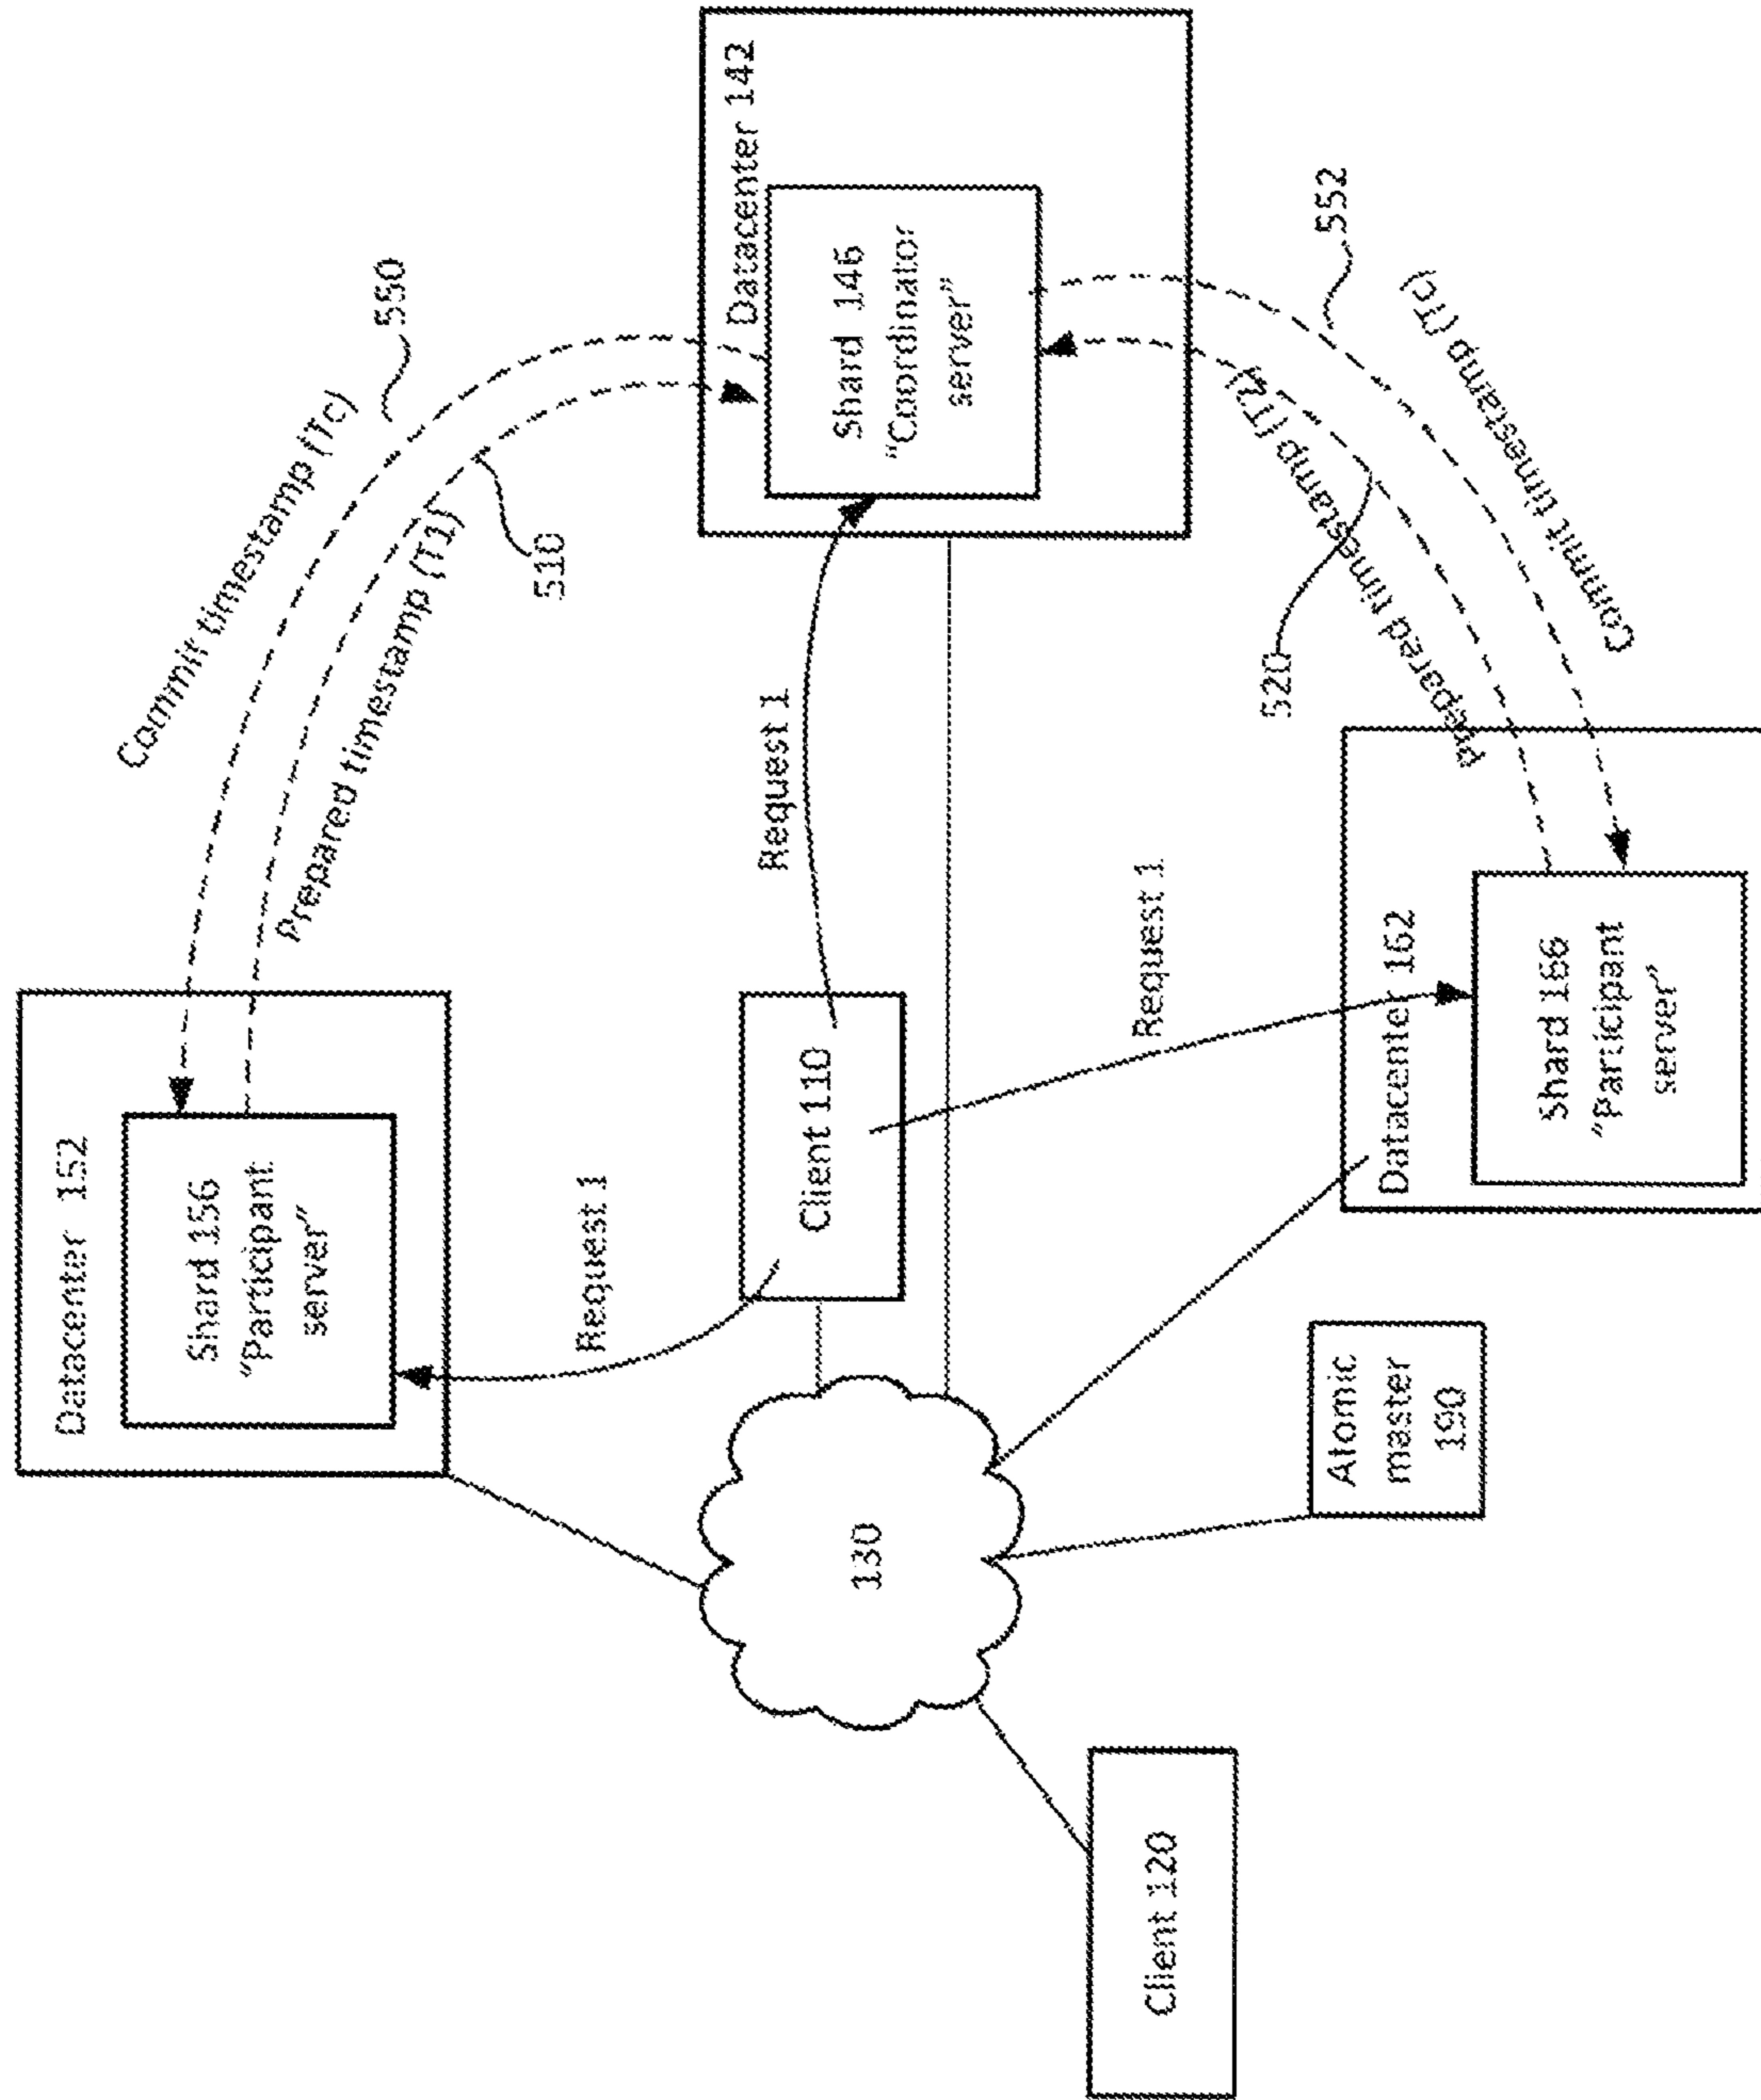 Datacenter 152
Shard 156
"Participant
server"
Commit timestamp (Tc)
550
Prepared timestamp (T1)
510
Request 1
Client 110
Request 1
Datacenter 142
Shard 146
"Coordinator
server"
130
Request 1
Client 120
Atomic
master
190
Datacenter 162
Shard 166
"Participant
server"
Prepared timestamp (T2)
520
Commit timestamp (Tc)
552